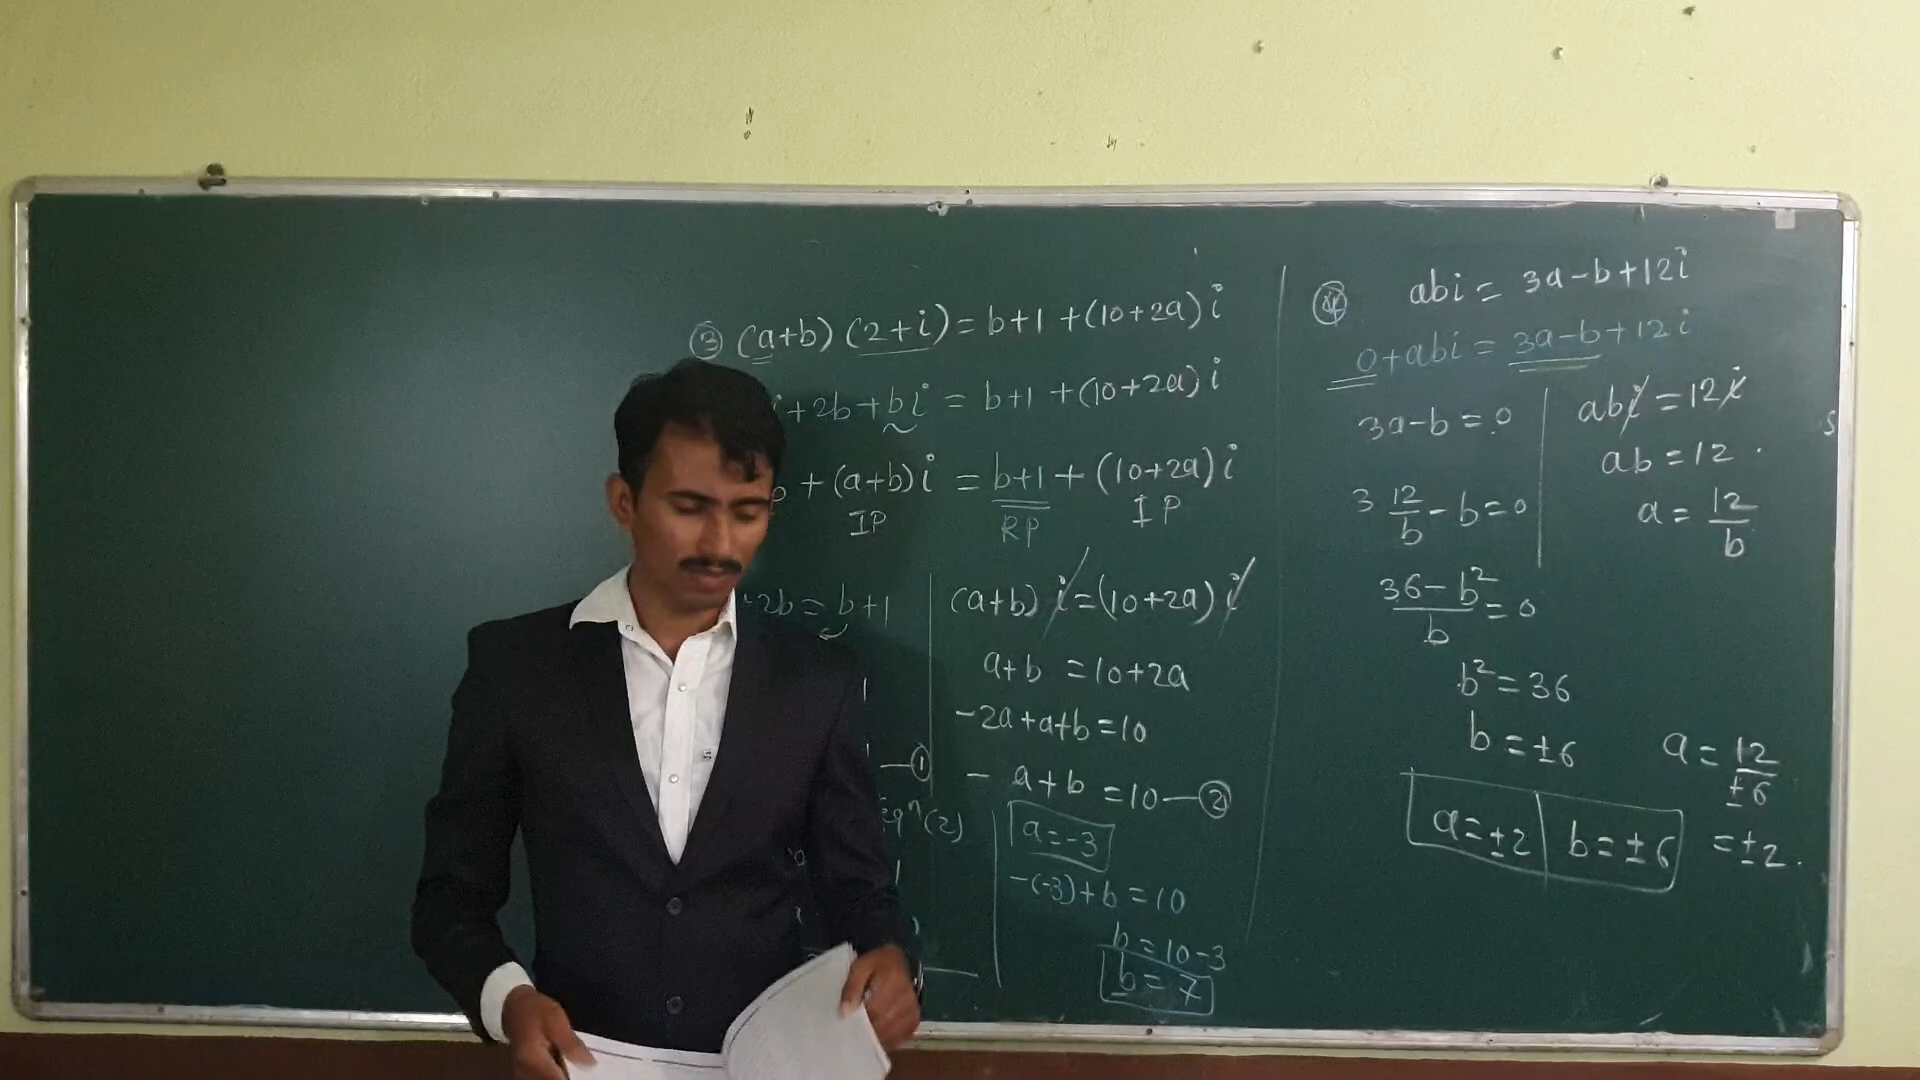 ③ (a+b) (2+i) = b+1 +(10+2a) i
i +2b+bi = b+1 +(10+2a) i
+ (a+b) i = b+1 + (10+2a) i
IP RP IP
2b = b+1
(a+b) i = (10+2a) i
a+b = 10+2a
-2a+a+b=10
—①
- a+b = 10 —②
Eqⁿ (2)
a=-3
-(-3)+b = 10
b = 10-3
b = 7
④ abi = 3a-b+12i
0+abi = 3a-b+12i
3a-b = 0
3 12/b - b = 0
36-b²/b = 0
b² = 36
b = ±6
abi = 12i
ab = 12 .
a = 12/b
a = 12/±6
= ±2 .
a = ±2 | b = ±6